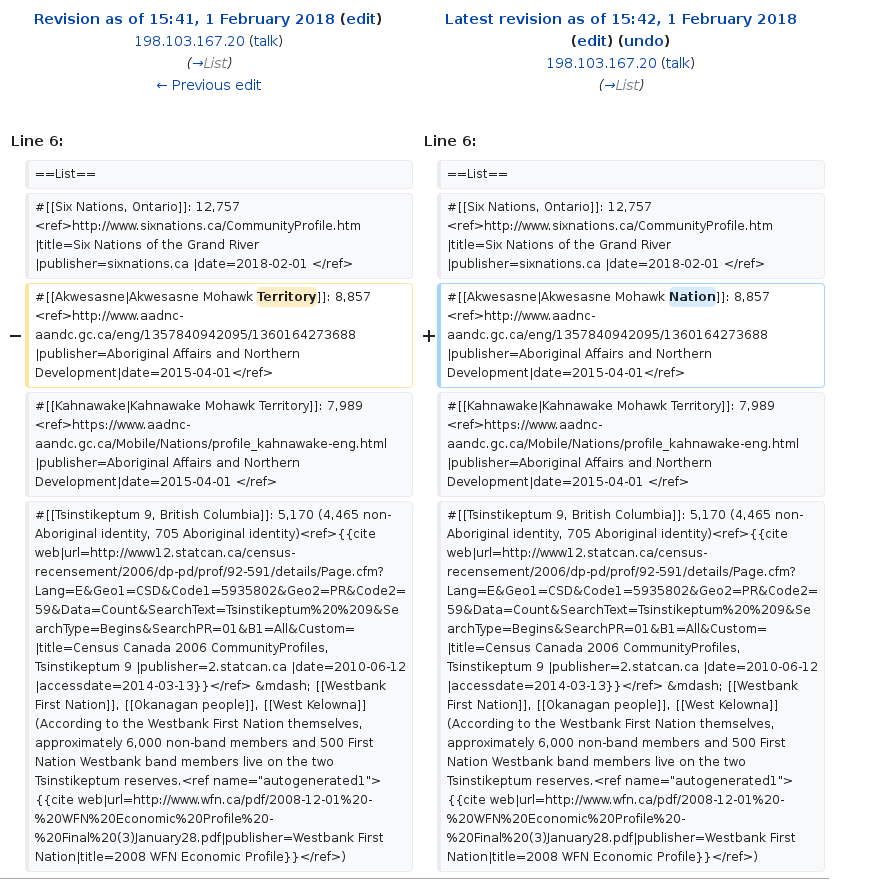 Revision as of 15:41, 1 February 2018 (edit)
198.103.167.20 (talk)
(→List)
← Previous edit
Latest revision as of 15:42, 1 February 2018
(edit) (undo)
198.103.167.20 (talk)
(→List)
Line 6:
==List==
#[[Six Nations, Ontario]]: 12,757
<ref>http://www.sixnations.ca/CommunityProfile.htm
|title=Six Nations of the Grand River
|publisher=sixnations.ca |date=2018-02-01 </ref>
−
#[[Akwesasne|Akwesasne Mohawk Territory]]: 8,857
<ref>http://www.aadnc-
aandc.gc.ca/eng/1357840942095/1360164273688
|publisher=Aboriginal Affairs and Northern
Development|date=2015-04-01</ref>
#[[Kahnawake|Kahnawake Mohawk Territory]]: 7,989
<ref>https://www.aadnc-
aandc.gc.ca/Mobile/Nations/profile_kahnawake-eng.html
|publisher=Aboriginal Affairs and Northern
Development|date=2015-04-01 </ref>
#[[Tsinstikeptum 9, British Columbia]]: 5,170 (4,465 non-
Aboriginal identity, 705 Aboriginal identity)<ref>{{cite
web|url=http://www12.statcan.ca/census-
recensement/2006/dp-pd/prof/92-591/details/Page.cfm?
Lang=E&Geo1=CSD&Code1=5935802&Geo2=PR&Code2=
59&Data=Count&SearchText=Tsinstikeptum%20%209&Se
archType=Begins&SearchPR=01&B1=All&Custom=
|title=Census Canada 2006 CommunityProfiles,
Tsinstikeptum 9 |publisher=2.statcan.ca |date=2010-06-12
|accessdate=2014-03-13}}</ref> &mdash; [[Westbank
First Nation]], [[Okanagan people]], [[West Kelowna]]
(According to the Westbank First Nation themselves,
approximately 6,000 non-band members and 500 First
Nation Westbank band members live on the two
Tsinstikeptum reserves.<ref name="autogenerated1">
{{cite web|url=http://www.wfn.ca/pdf/2008-12-01%20-
%20WFN%20Economic%20Profile%20-
%20Final%20(3)January28.pdf|publisher=Westbank First
Nation|title=2008 WFN Economic Profile}}</ref>)
Line 6:
==List==
#[[Six Nations, Ontario]]: 12,757
<ref>http://www.sixnations.ca/CommunityProfile.htm
|title=Six Nations of the Grand River
|publisher=sixnations.ca |date=2018-02-01 </ref>
+
#[[Akwesasne|Akwesasne Mohawk Nation]]: 8,857
<ref>http://www.aadnc-
aandc.gc.ca/eng/1357840942095/1360164273688
|publisher=Aboriginal Affairs and Northern
Development|date=2015-04-01</ref>
#[[Kahnawake|Kahnawake Mohawk Territory]]: 7,989
<ref>https://www.aadnc-
aandc.gc.ca/Mobile/Nations/profile_kahnawake-eng.html
|publisher=Aboriginal Affairs and Northern
Development|date=2015-04-01 </ref>
#[[Tsinstikeptum 9, British Columbia]]: 5,170 (4,465 non-
Aboriginal identity, 705 Aboriginal identity)<ref>{{cite
web|url=http://www12.statcan.ca/census-
recensement/2006/dp-pd/prof/92-591/details/Page.cfm?
Lang=E&Geo1=CSD&Code1=5935802&Geo2=PR&Code2=
59&Data=Count&SearchText=Tsinstikeptum%20%209&Se
archType=Begins&SearchPR=01&B1=All&Custom=
|title=Census Canada 2006 CommunityProfiles,
Tsinstikeptum 9 |publisher=2.statcan.ca |date=2010-06-12
|accessdate=2014-03-13}}</ref> &mdash; [[Westbank
First Nation]], [[Okanagan people]], [[West Kelowna]]
(According to the Westbank First Nation themselves,
approximately 6,000 non-band members and 500 First
Nation Westbank band members live on the two
Tsinstikeptum reserves.<ref name="autogenerated1">
{{cite web|url=http://www.wfn.ca/pdf/2008-12-01%20-
%20WFN%20Economic%20Profile%20-
%20Final%20(3)January28.pdf|publisher=Westbank First
Nation|title=2008 WFN Economic Profile}}</ref>)